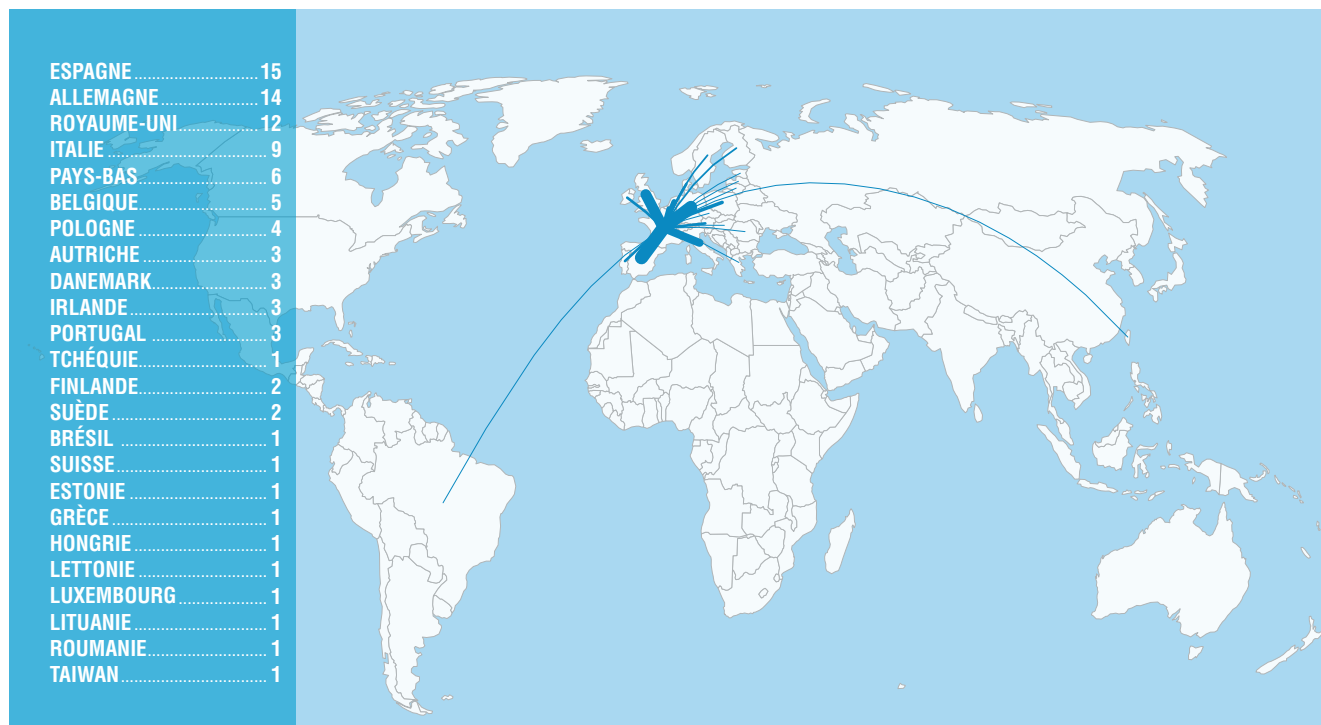 ESPAGNE 15
ALLEMAGNE 14
ROYAUME-UNI 12
ITALIE 9
PAYS-BAS 6
BELGIQUE 5
POLOGNE 4
AUTRICHE 3
DANEMARK 3
IRLANDE 3
PORTUGAL 3
TCHÉQUIE 1
FINLANDE 2
SUÈDE 2
BRÉSIL 1
SUISSE 1
ESTONIE 1
GRÈCE 1
HONGRIE 1
LETTONIE 1
LUXEMBOURG 1
LITUANIE 1
ROUMANIE 1
TAIWAN 1